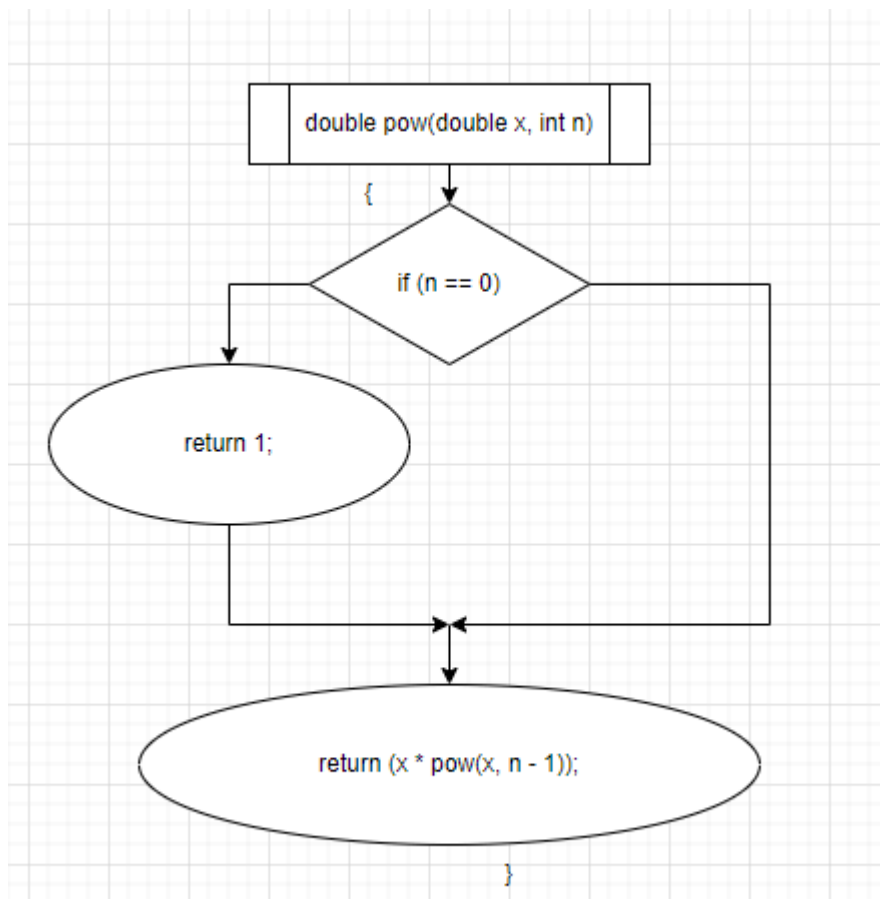 double pow(double x, int n)
{
if (n == 0)
return 1;
return (x * pow(x, n - 1));
}